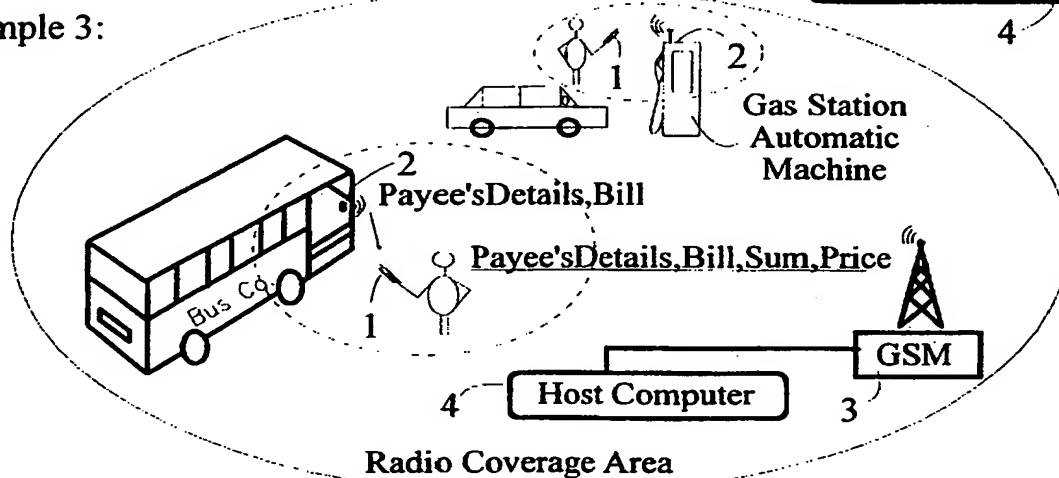 mple 3:
4
1
2
Gas Station
Automatic
Machine
2
Payee'sDetails,Bill
Payee'sDetails,Bill,Sum,Price
Bus Co.
1
GSM
4
Host Computer
3
Radio Coverage Area